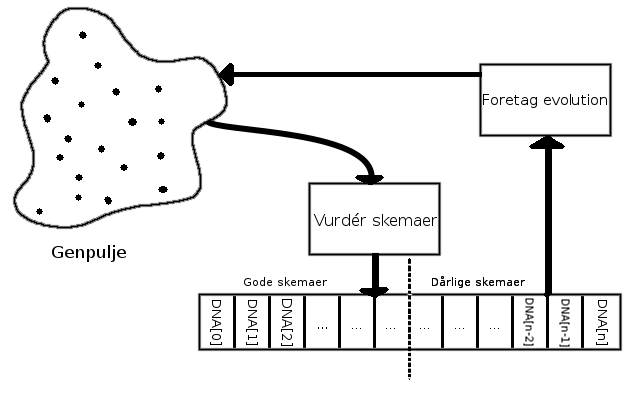 Foretag evolution
Vurdér skemaer
Genpulje
Gode skemaer
Dårlige skemaer
DNA[0]
DNA[1]
DNA[2]
...
...
...
...
...
...
DNA[n-2]
DNA[n-1]
DNA[n]